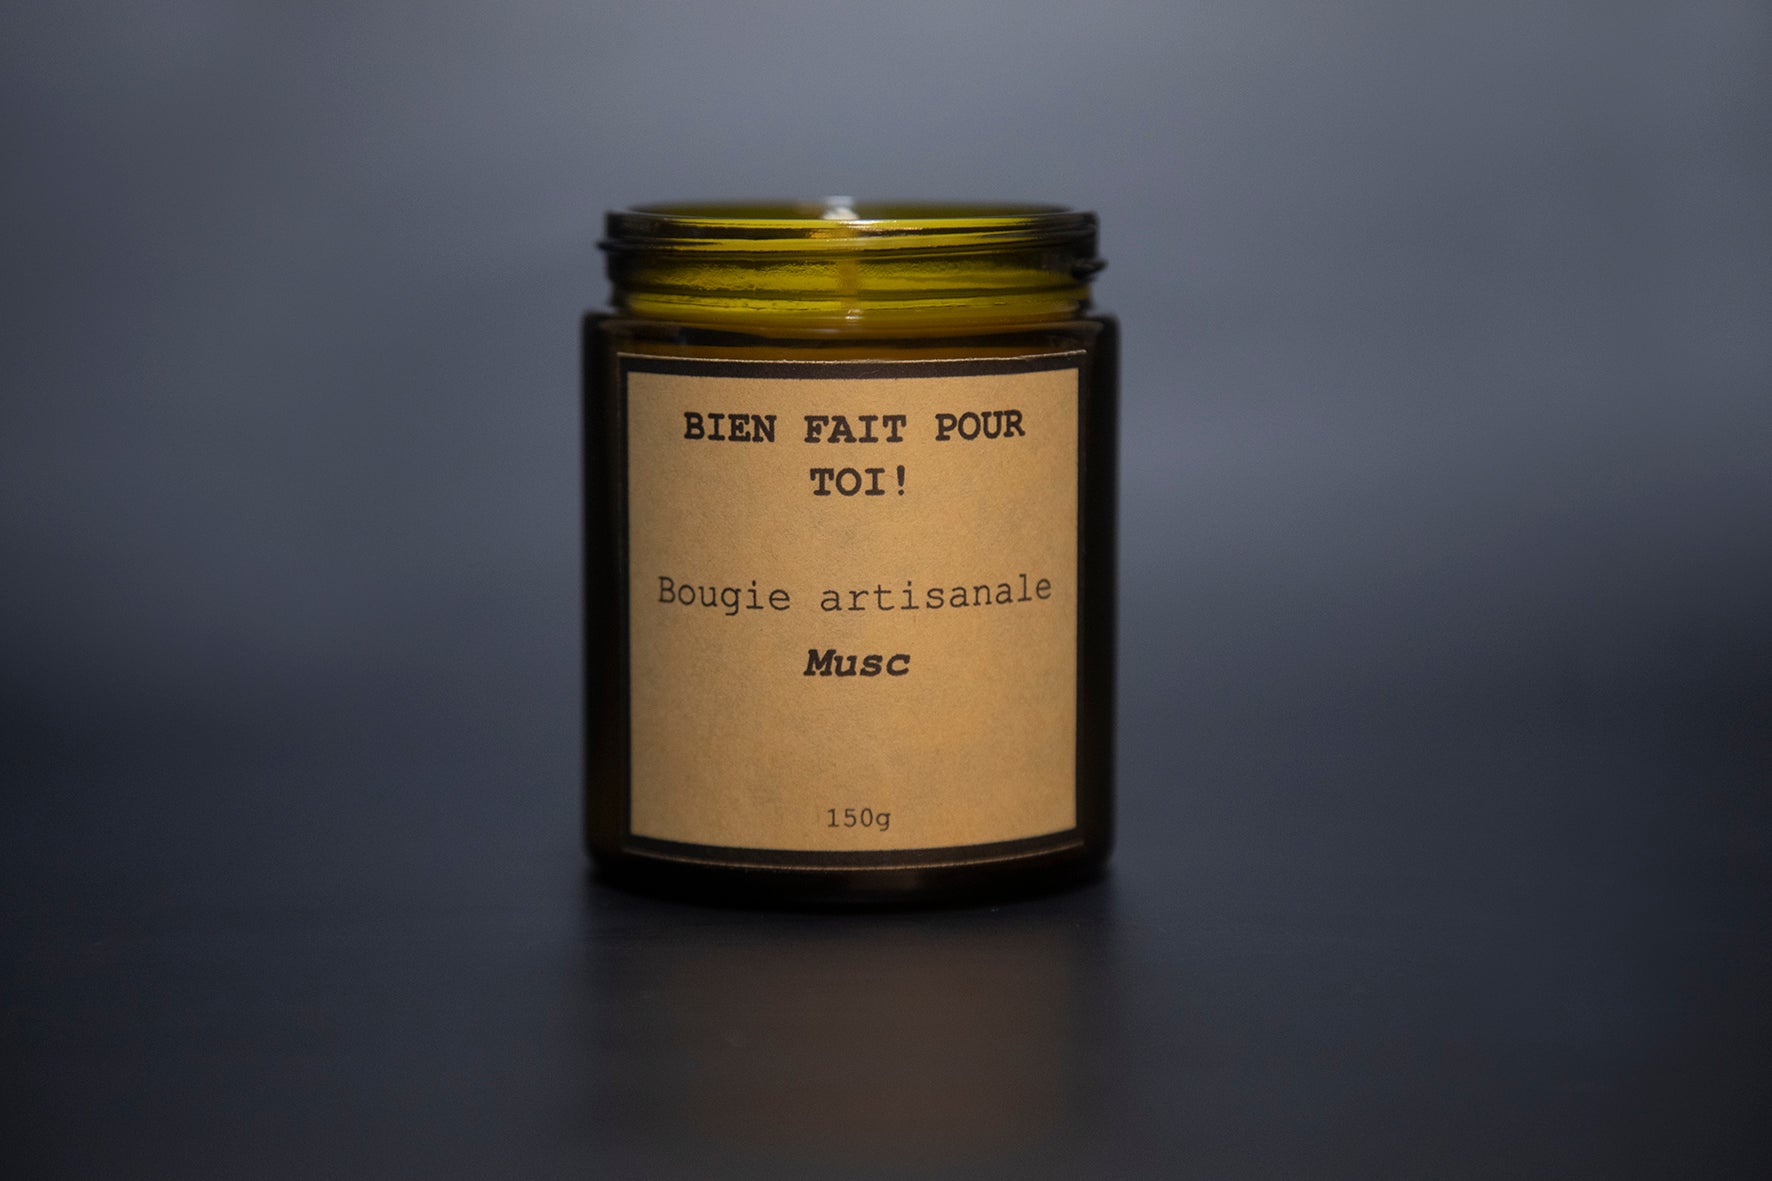 BIEN FAIT POUR
TOI!
Bougie artisanale
Musc
150g